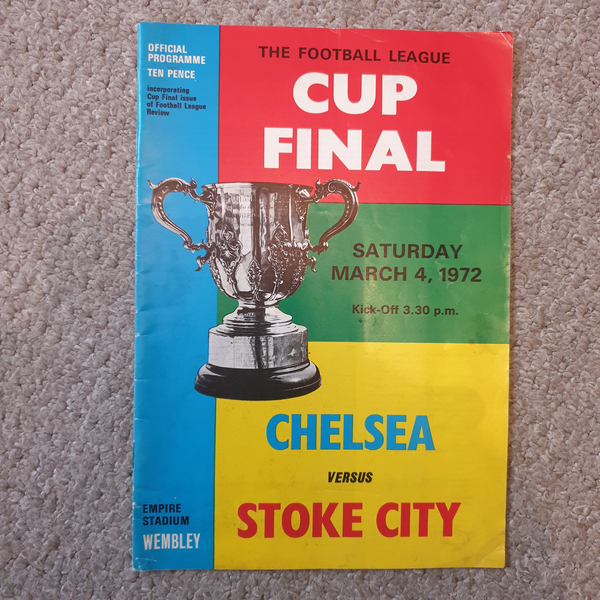 OFFICIAL
PROGRAMME
TEN PENCE
incorporating
Cup Final issue
of Football League
Review
THE FOOTBALL LEAGUE
CUP
FINAL
SATURDAY
MARCH 4, 1972
Kick-Off 3.30 p.m.
CHELSEA
VERSUS
STOKE CITY
EMPIRE
STADIUM
WEMBLEY